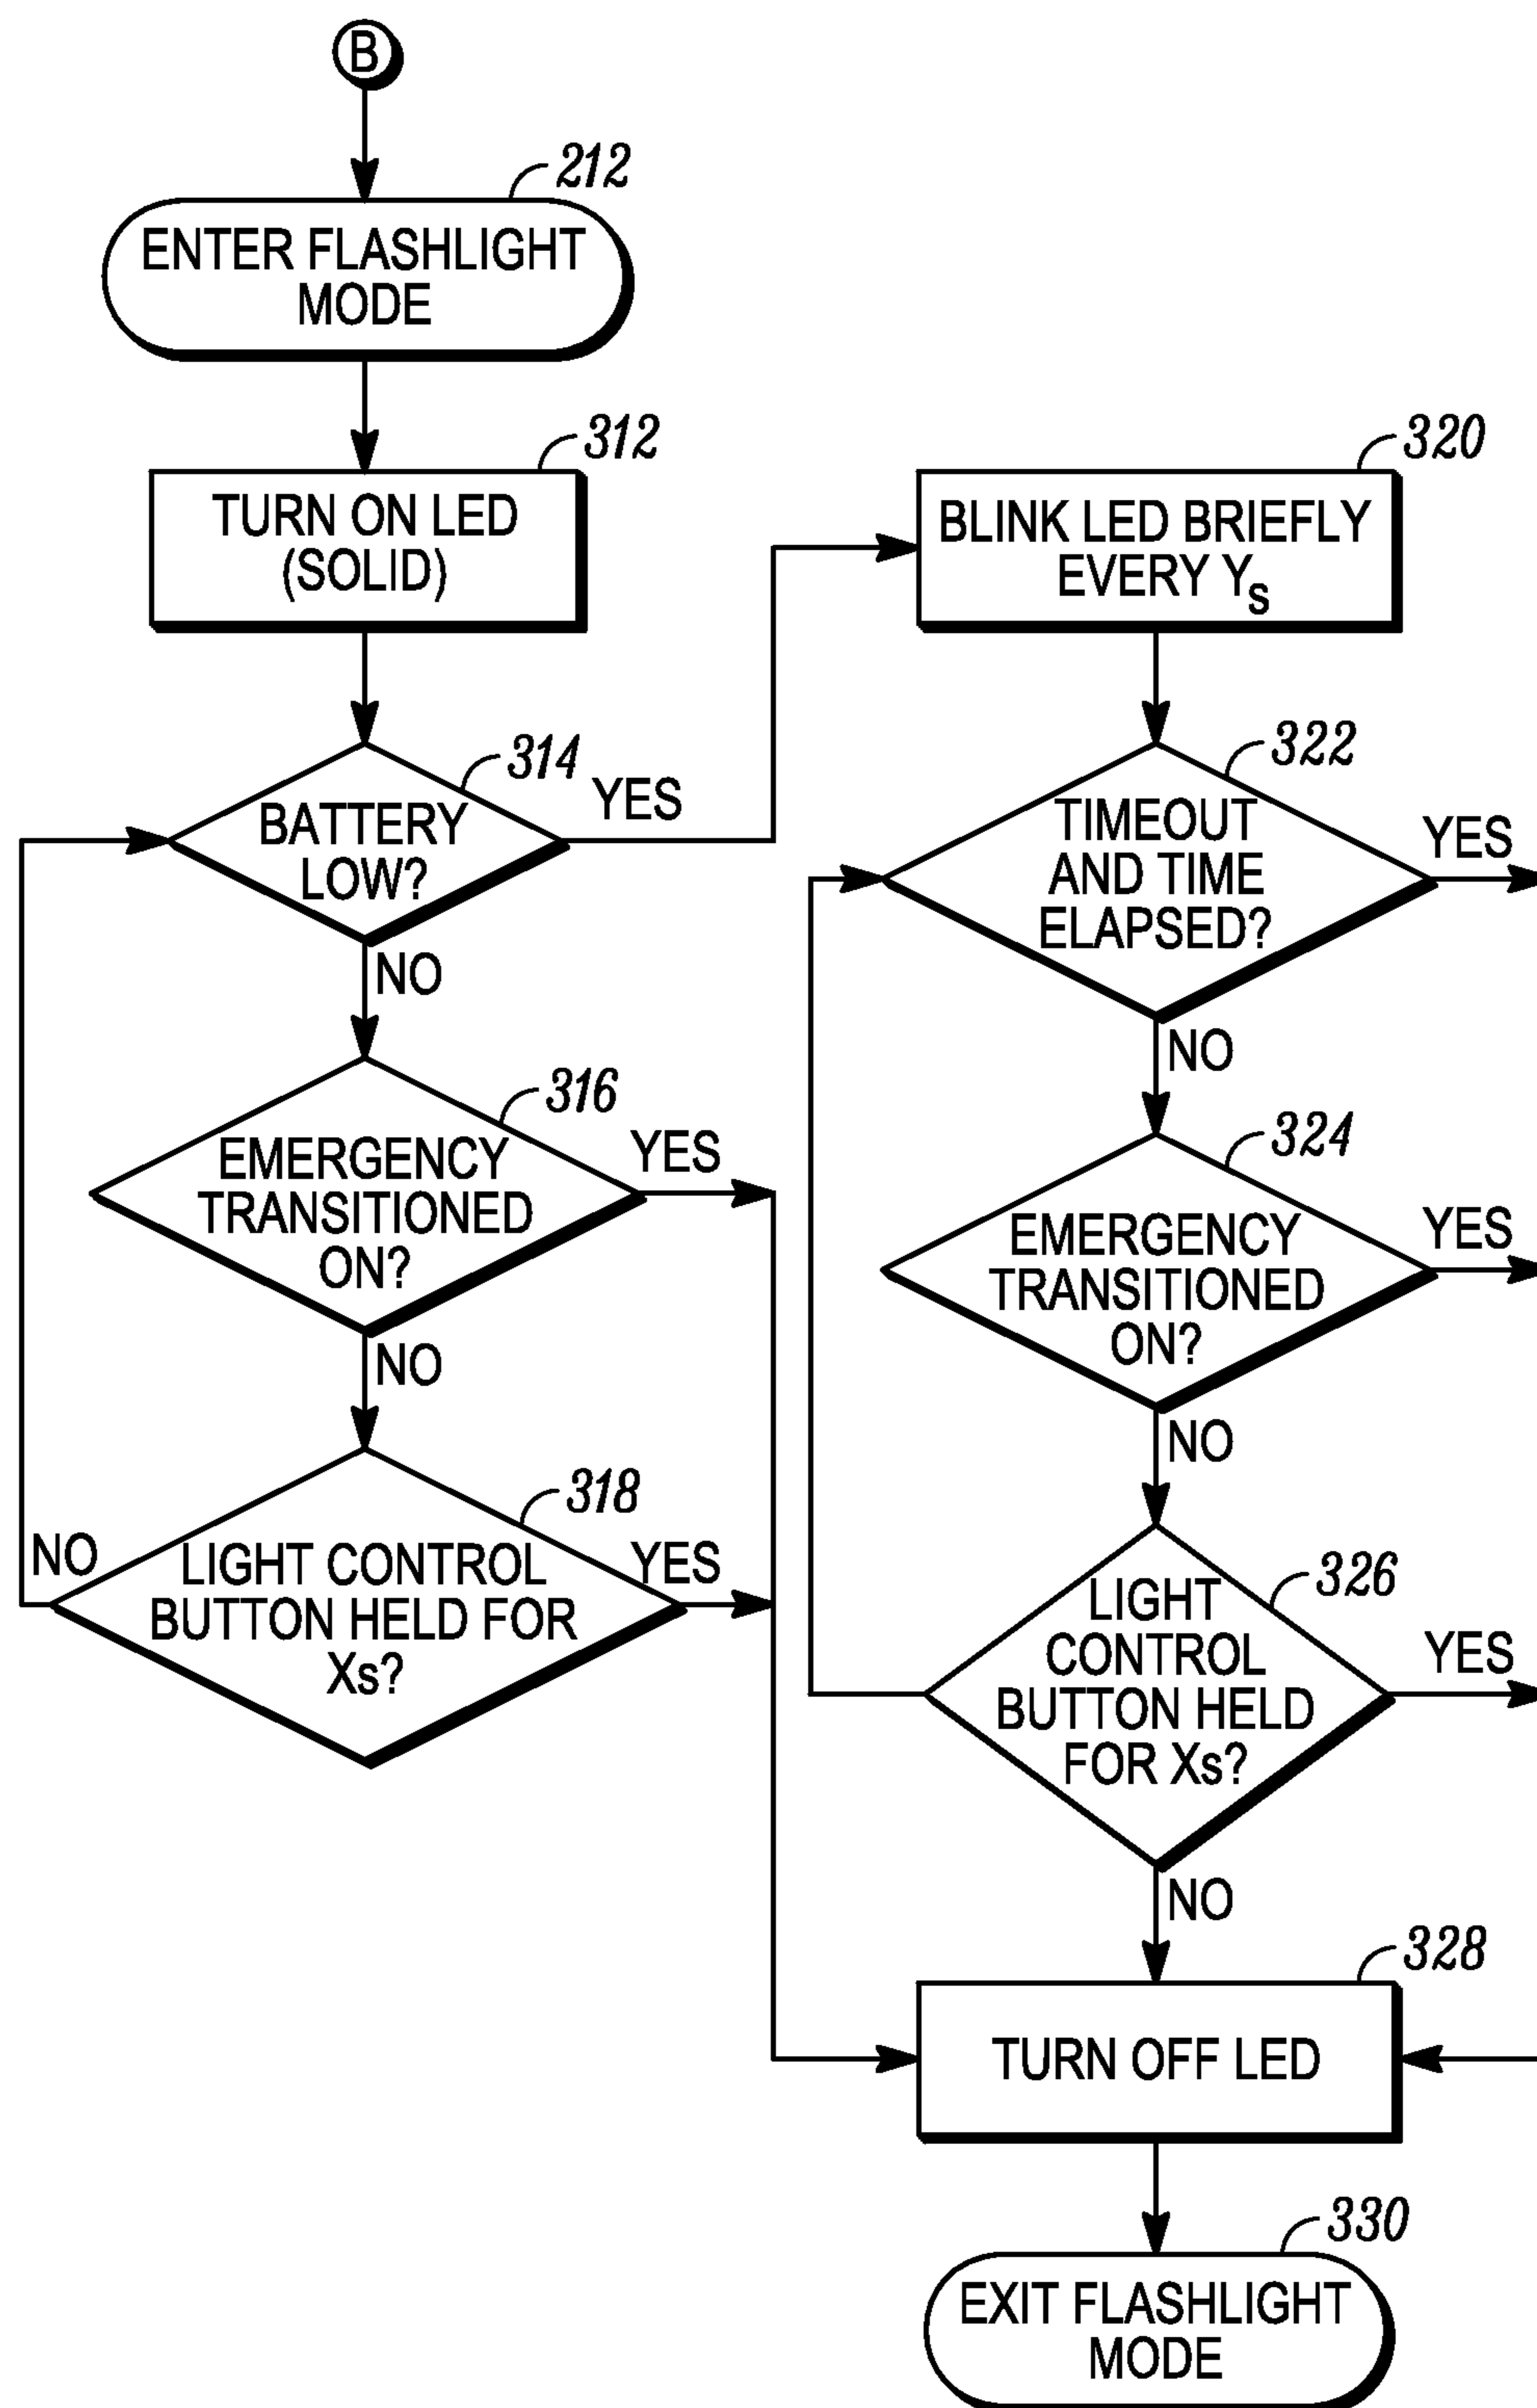 B
212
ENTER FLASHLIGHT
MODE
312
TURN ON LED
(SOLID)
314
BATTERY
LOW?
YES
NO
316
EMERGENCY
TRANSITIONED
ON?
YES
NO
318
LIGHT CONTROL
BUTTON HELD FOR
Xs?
NO
YES
320
BLINK LED BRIEFLY
EVERY Ys
322
TIMEOUT
AND TIME
ELAPSED?
YES
NO
324
EMERGENCY
TRANSITIONED
ON?
YES
NO
326
LIGHT
CONTROL
BUTTON HELD
FOR Xs?
YES
NO
328
TURN OFF LED
330
EXIT FLASHLIGHT
MODE